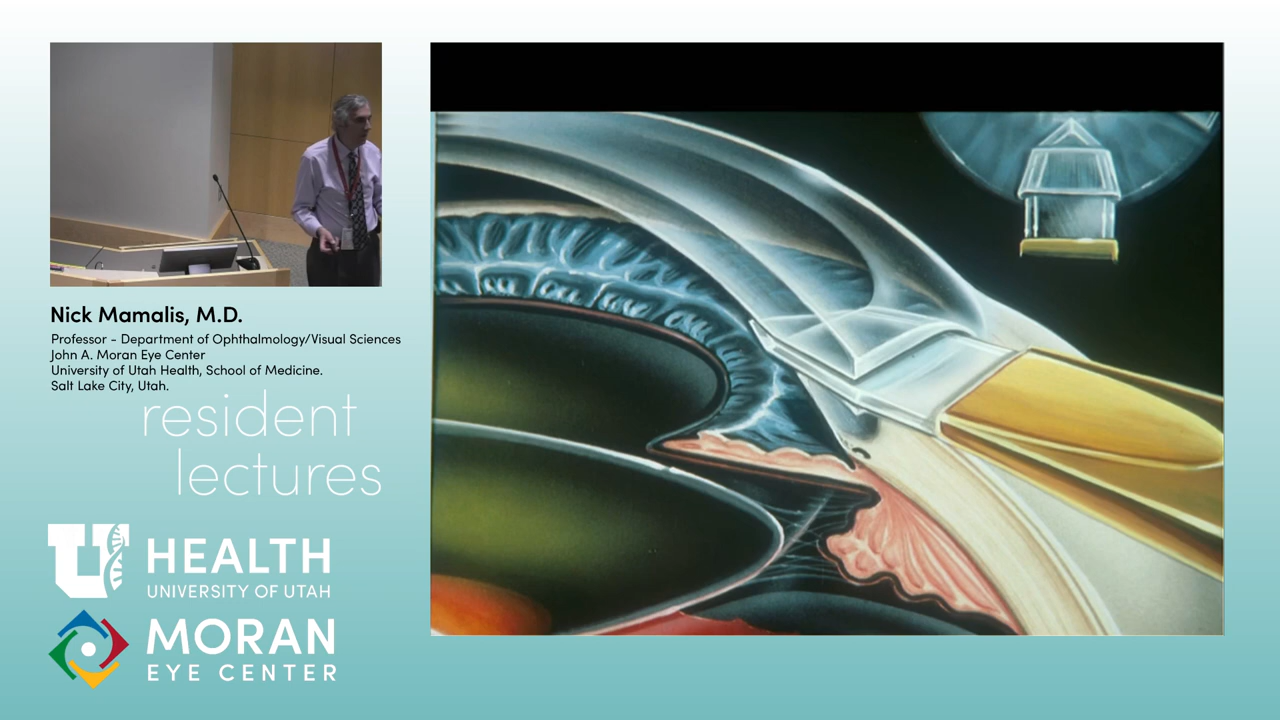 Nick Mamalis, M.D.
Professor - Department of Ophthalmology/Visual Sciences
John A. Moran Eye Center
University of Utah Health, School of Medicine.
Salt Lake City, Utah.
resident
lectures
U HEALTH
UNIVERSITY OF UTAH
MORAN
EYE CENTER